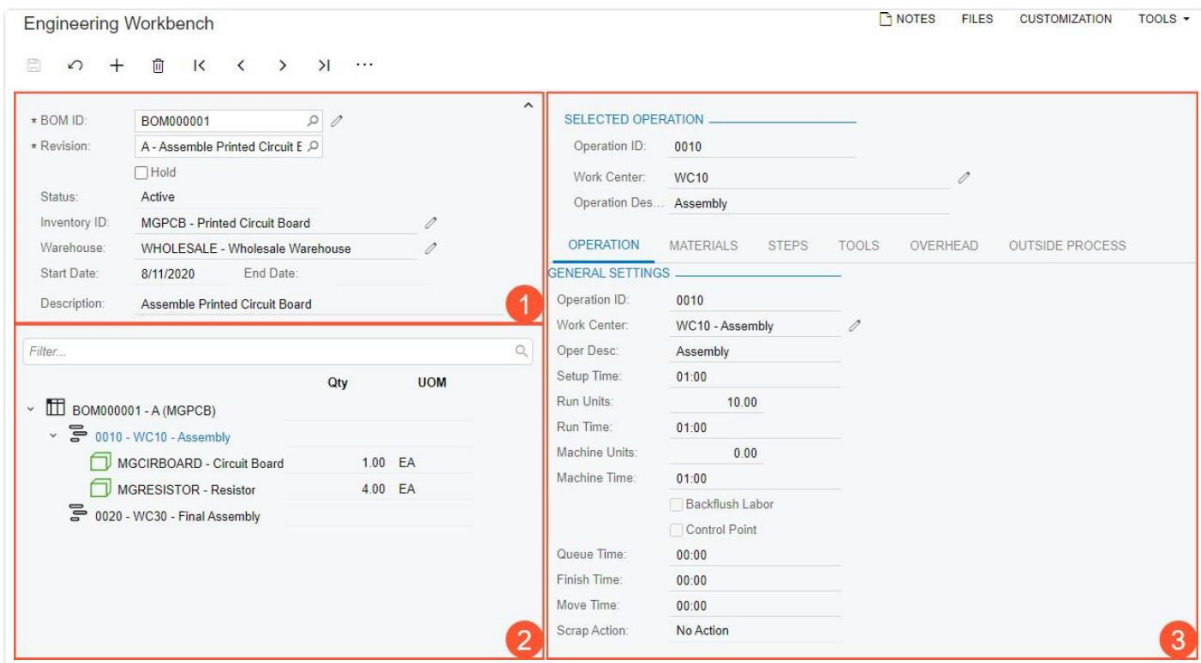 Engineering Workbench
NOTES FILES CUSTOMIZATION TOOLS
* BOM ID: BOM000001
* Revision: A - Assemble Printed Circuit E
Hold
Status: Active
Inventory ID: MGPCB - Printed Circuit Board
Warehouse: WHOLESALE - Wholesale Warehouse
Start Date: 8/11/2020 End Date:
Description: Assemble Printed Circuit Board
1
Filter...
Qty UOM
BOM000001 - A (MGPCB)
0010 - WC10 - Assembly
MGCIRBOARD - Circuit Board 1.00 EA
MGRESISTOR - Resistor 4.00 EA
0020 - WC30 - Final Assembly
2
SELECTED OPERATION
Operation ID: 0010
Work Center: WC10
Operation Des... Assembly
OPERATION MATERIALS STEPS TOOLS OVERHEAD OUTSIDE PROCESS
GENERAL SETTINGS
Operation ID: 0010
Work Center: WC10 - Assembly
Oper Desc: Assembly
Setup Time: 01:00
Run Units: 10.00
Run Time: 01:00
Machine Units: 0.00
Machine Time: 01:00
Backflush Labor
Control Point
Queue Time: 00:00
Finish Time: 00:00
Move Time: 00:00
Scrap Action: No Action
3